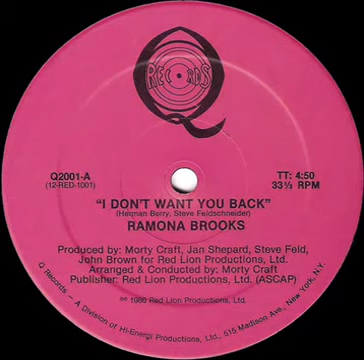 Q
RECORDS
Q2001-A
(12-RED-1001)
TT: 4:50
33⅓ RPM
"I DON'T WANT YOU BACK"
(Herman Berry, Steve Feldschneider)
RAMONA BROOKS
Produced by: Morty Craft, Jan Shepard, Steve Feld,
John Brown for Red Lion Productions, Ltd.
Arranged & Conducted by: Morty Craft
Publisher: Red Lion Productions, Ltd. (ASCAP)
℗© 1980 Red Lion Productions, Ltd.
Q Records — A Division of Hi-Energy Productions, Ltd., 515 Madison Ave., New York, N.Y.